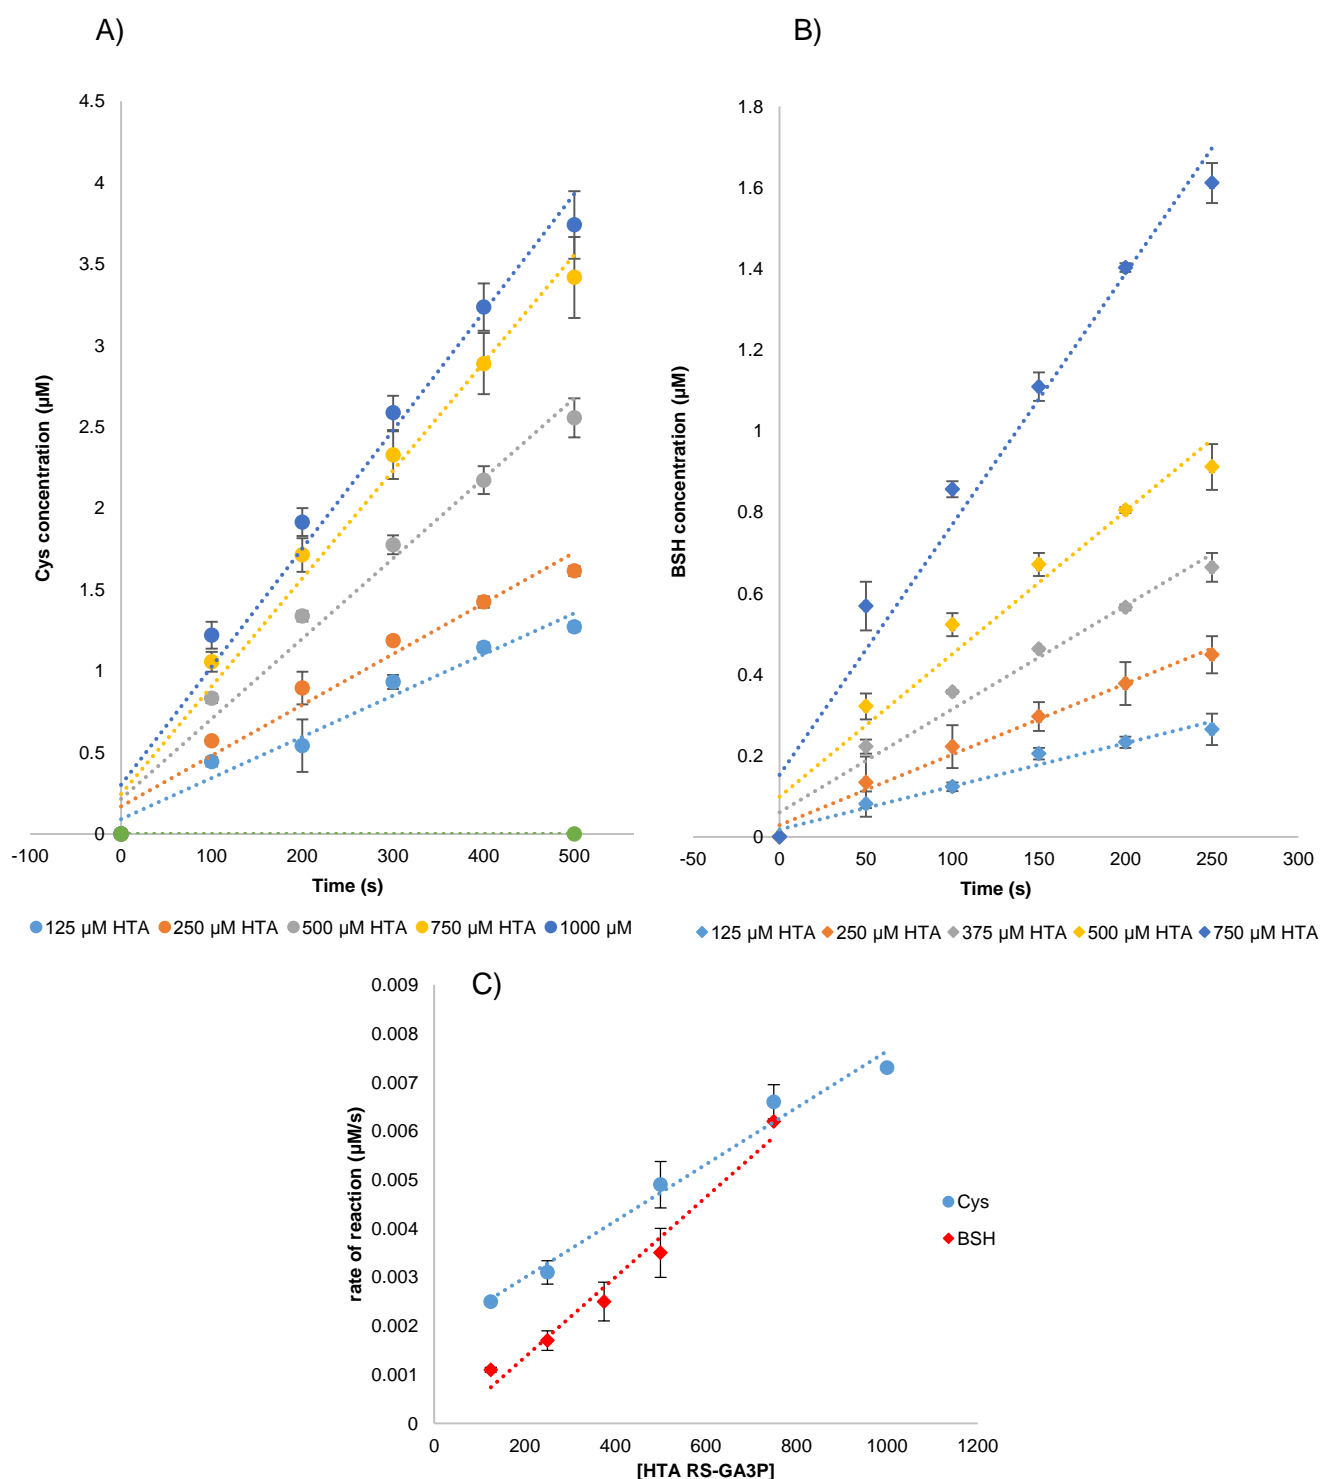 A)
4.5
4
3.5
3
2.5
2
1.5
1
0.5
0
Cys concentration (µM)
-100 0 100 200 300 400 500
Time (s)
125 µM HTA 250 µM HTA 500 µM HTA 750 µM HTA 1000 µM
B)
1.8
1.6
1.4
1.2
1
0.8
0.6
0.4
0.2
0
BSH concentration (µM)
-50 0 50 100 150 200 250 300
Time (s)
125 µM HTA 250 µM HTA 375 µM HTA 500 µM HTA 750 µM HTA
C)
0.009
0.008
0.007
0.006
0.005
0.004
0.003
0.002
0.001
0
rate of reaction (µM/s)
0 200 400 600 800 1000 1200
[HTA RS-GA3P]
Cys
BSH